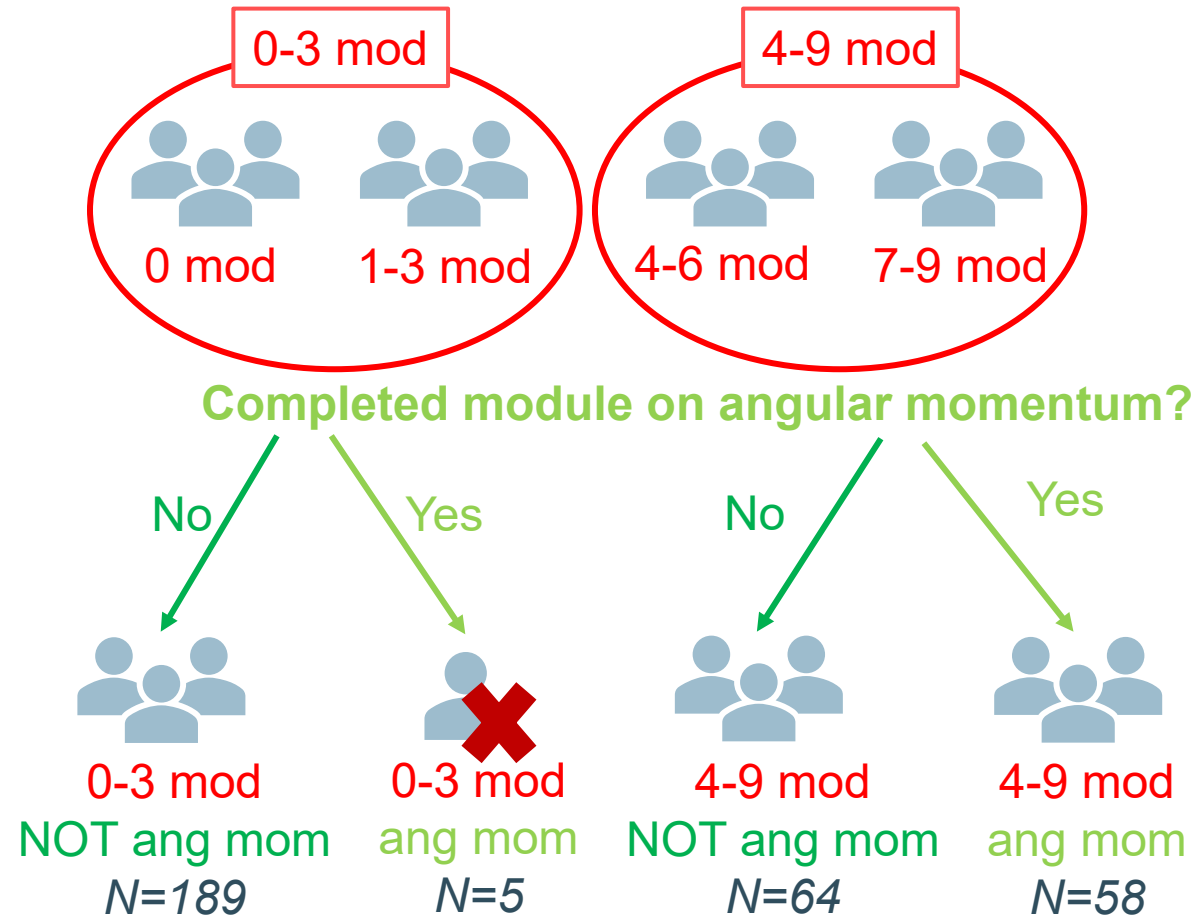 0-3 mod
4-9 mod
0 mod
1-3 mod
4-6 mod
7-9 mod
Completed module on angular momentum?
No
Yes
No
Yes
0-3 mod
NOT ang mom
N=189
0-3 mod
ang mom
N=5
4-9 mod
NOT ang mom
N=64
4-9 mod
ang mom
N=58